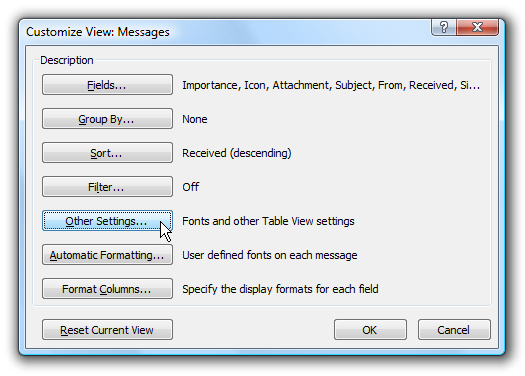 Customize View: Messages
Description
Fields... Importance, Icon, Attachment, Subject, From, Received, Si...
Group By... None
Sort... Received (descending)
Filter... Off
Other Settings... Fonts and other Table View settings
Automatic Formatting... User defined fonts on each message
Format Columns... Specify the display formats for each field
Reset Current View OK Cancel